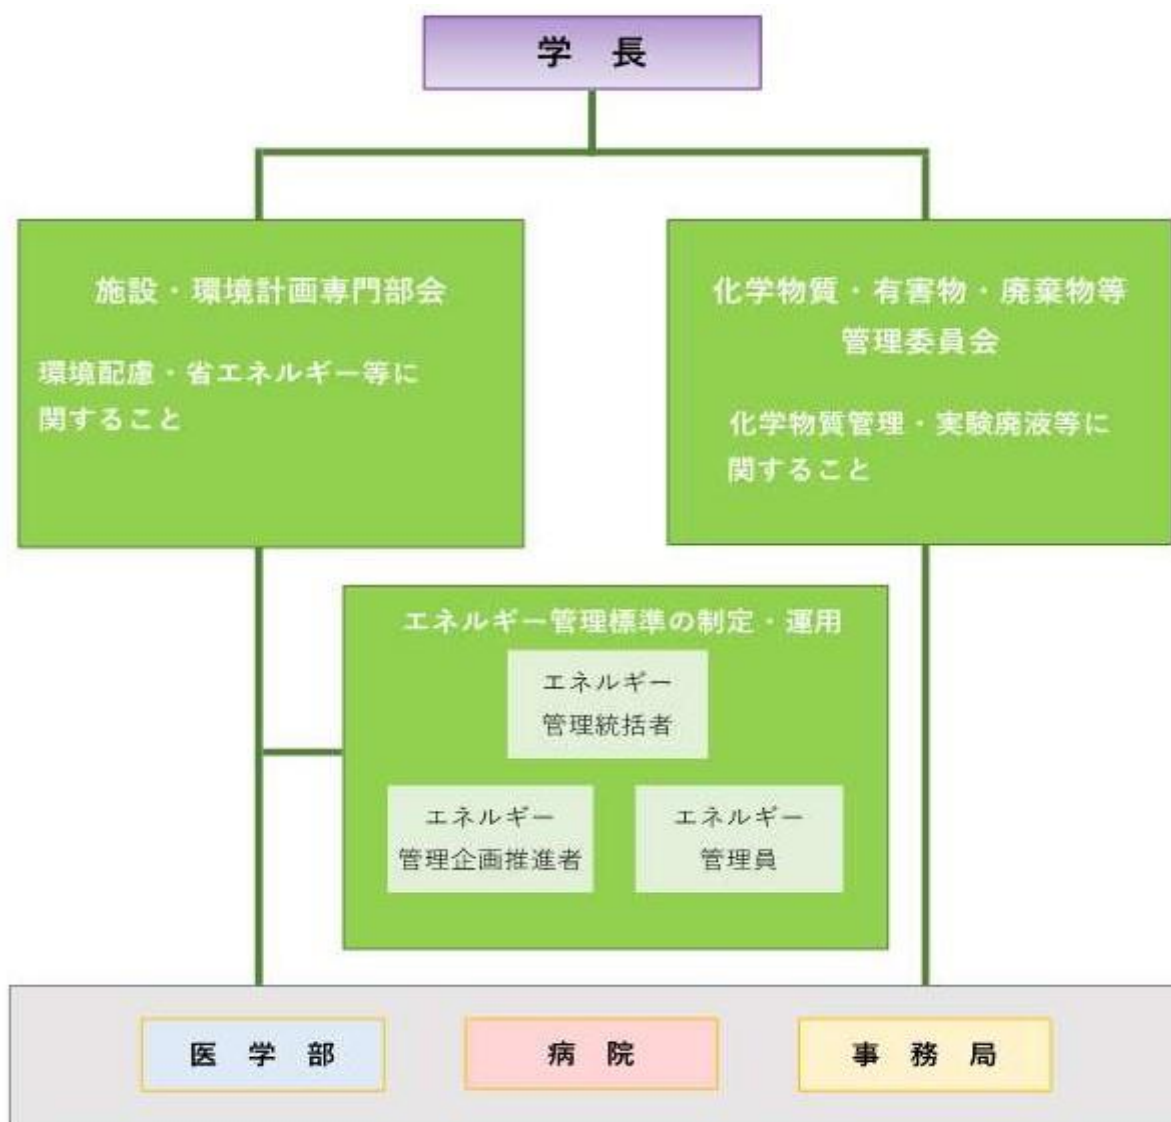 学　長
施設・環境計画専門部会
環境配慮・省エネルギー等に
関すること
化学物質・有害物・廃棄物等
管理委員会
化学物質管理・実験廃液等に
関すること
エネルギー管理標準の制定・運用
エネルギー
管理統括者
エネルギー
管理企画推進者
エネルギー
管理員
医　学　部
病　院
事　務　局